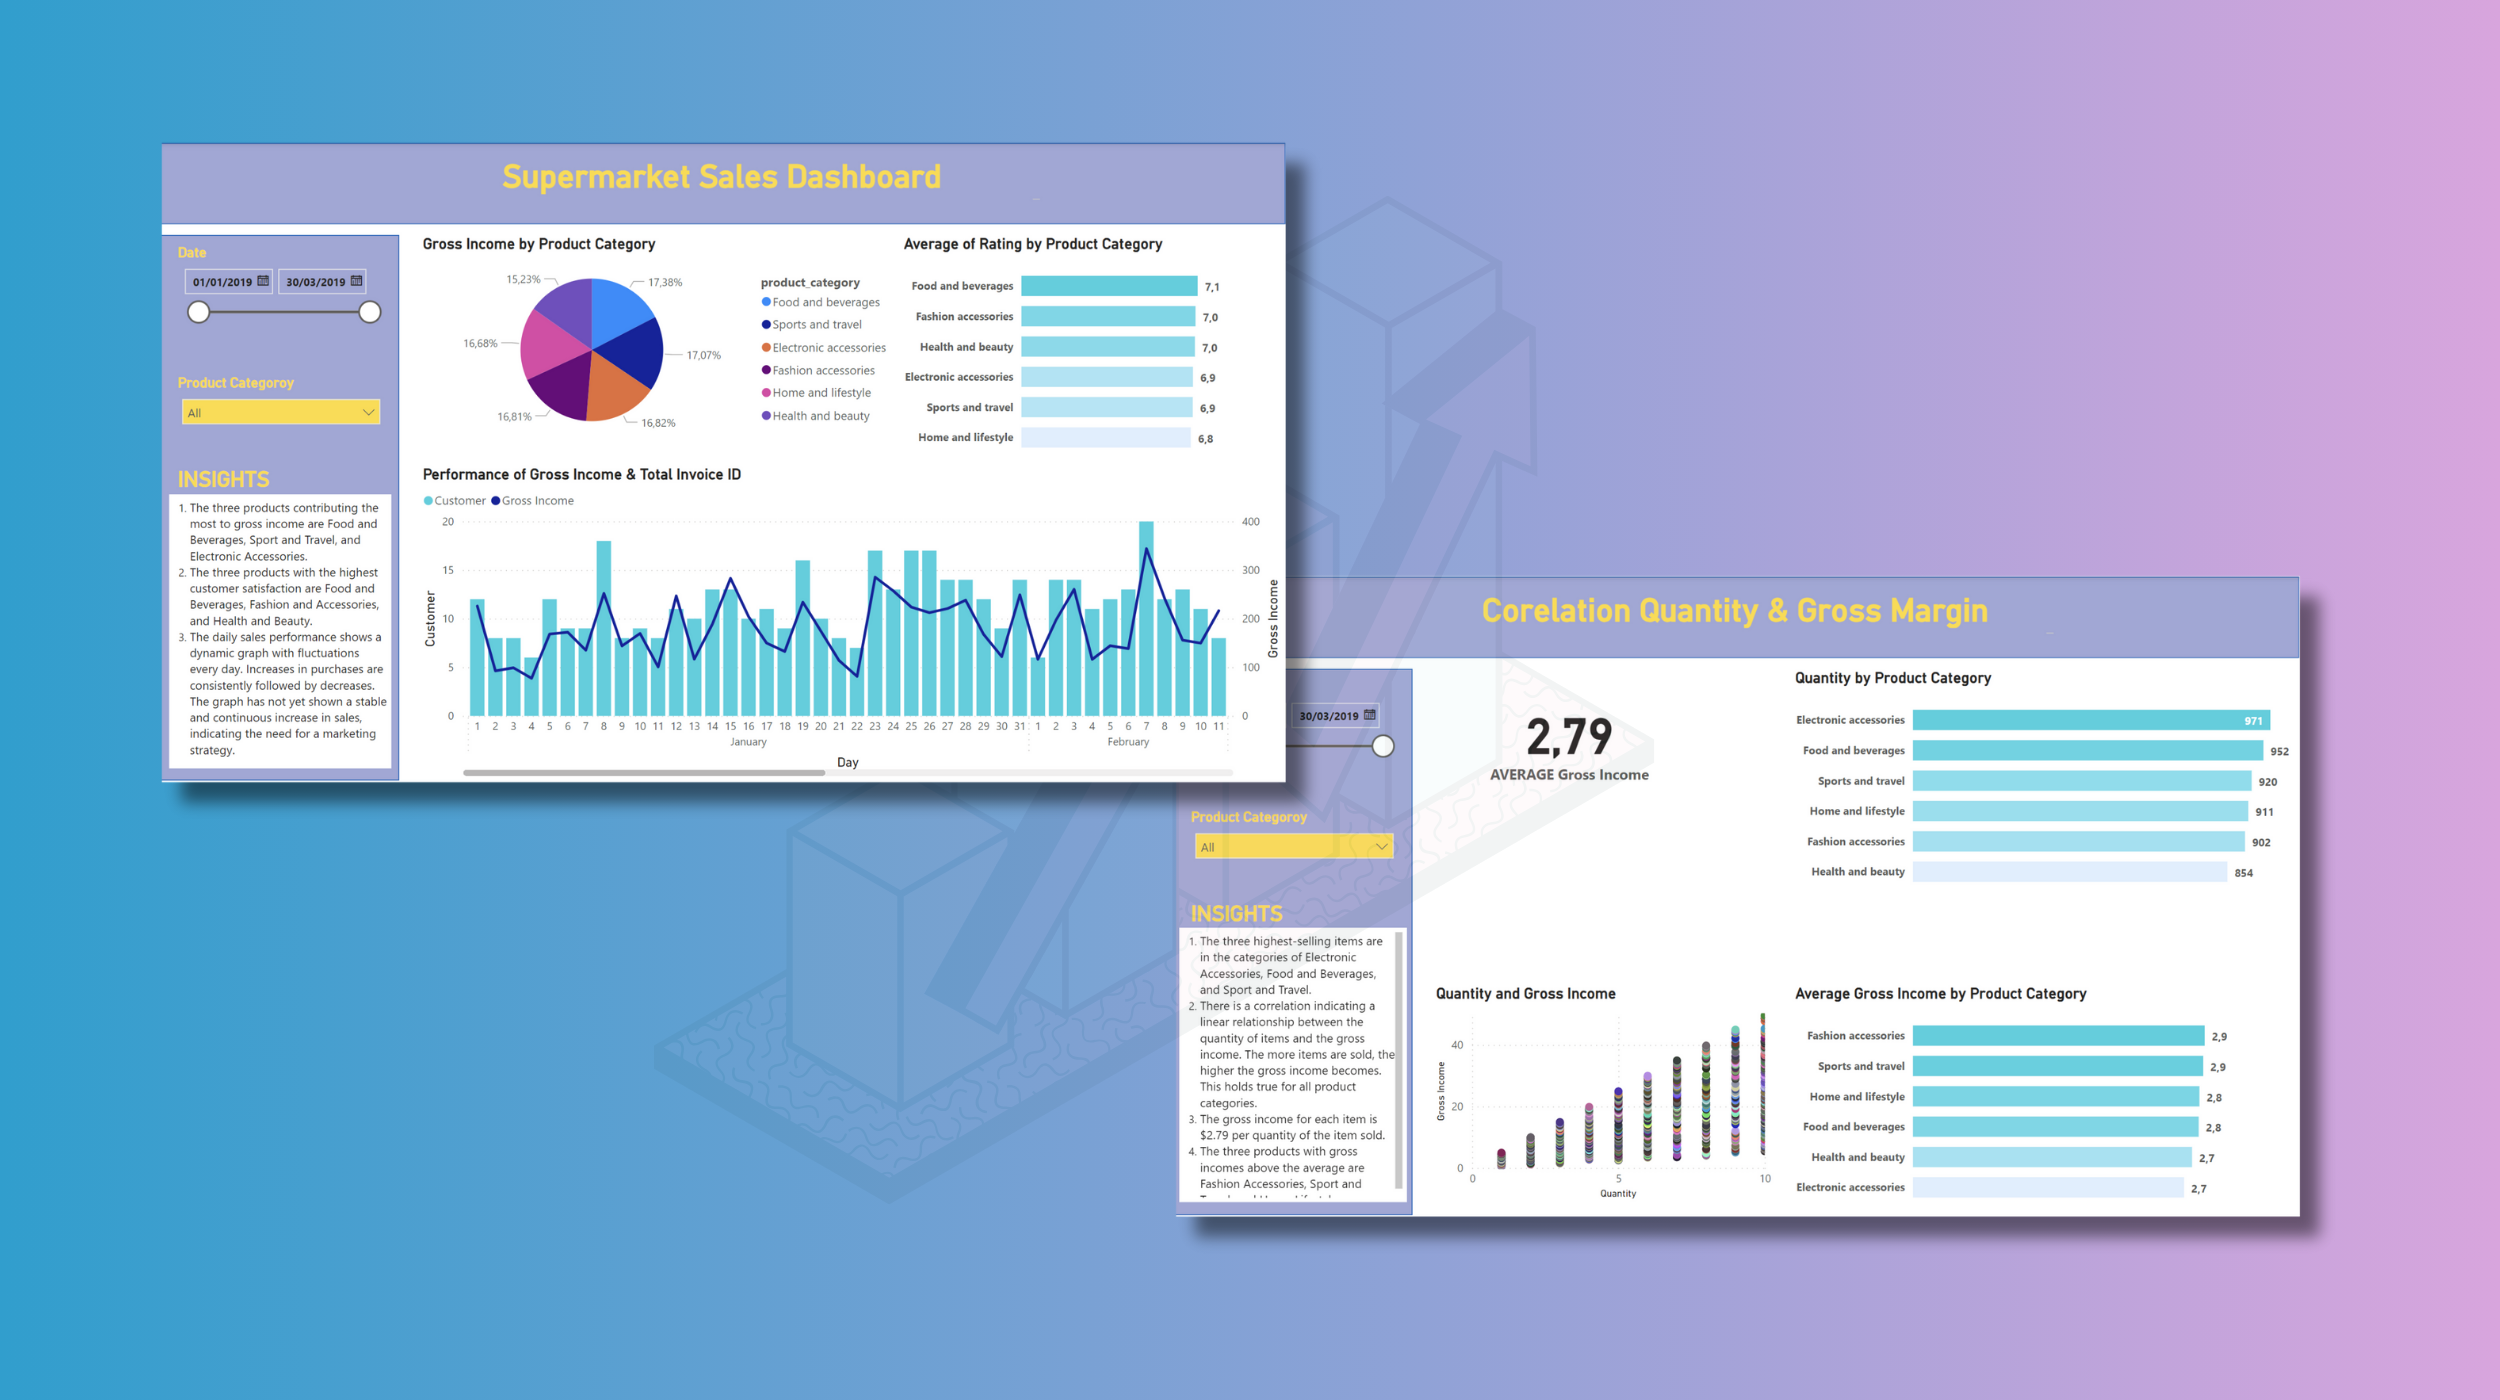 Supermarket Sales Dashboard
Date
01/01/2019
30/03/2019
Product Categoroy
All
INSIGHTS
1. The three products contributing the
most to gross income are Food and
Beverages, Sport and Travel, and
Electronic Accessories.
2. The three products with the highest
customer satisfaction are Food and
Beverages, Fashion and Accessories,
and Health and Beauty.
3. The daily sales performance shows a
dynamic graph with fluctuations
every day. Increases in purchases are
consistently followed by decreases.
The graph has not yet shown a stable
and continuous increase in sales,
indicating the need for a marketing
strategy.
Gross Income by Product Category
15,23%
17,38%
16,68%
17,07%
16,81%
16,82%
product_category
Food and beverages
Sports and travel
Electronic accessories
Fashion accessories
Home and lifestyle
Health and beauty
Average of Rating by Product Category
Food and beverages 7,1
Fashion accessories 7,0
Health and beauty 7,0
Electronic accessories 6,9
Sports and travel 6,9
Home and lifestyle 6,8
Performance of Gross Income & Total Invoice ID
Customer Gross Income
20 400
15 300
10 200
5 100
0 0
Customer
Gross Income
1 2 3 4 5 6 7 8 9 10 11 12 13 14 15 16 17 18 19 20 21 22 23 24 25 26 27 28 29 30 31 1 2 3 4 5 6 7 8 9 10 11
January February
Day
Corelation Quantity & Gross Margin
30/03/2019
Product Categoroy
All
INSIGHTS
1. The three highest-selling items are
in the categories of Electronic
Accessories, Food and Beverages,
and Sport and Travel.
2. There is a correlation indicating a
linear relationship between the
quantity of items and the gross
income. The more items are sold, the
higher the gross income becomes.
This holds true for all product
categories.
3. The gross income for each item is
$2.79 per quantity of the item sold.
4. The three products with gross
incomes above the average are
Fashion Accessories, Sport and
2,79
AVERAGE Gross Income
Quantity by Product Category
Electronic accessories 971
Food and beverages 952
Sports and travel 920
Home and lifestyle 911
Fashion accessories 902
Health and beauty 854
Quantity and Gross Income
40
20
0
Gross Income
0 5 10
Quantity
Average Gross Income by Product Category
Fashion accessories 2,9
Sports and travel 2,9
Home and lifestyle 2,8
Food and beverages 2,8
Health and beauty 2,7
Electronic accessories 2,7